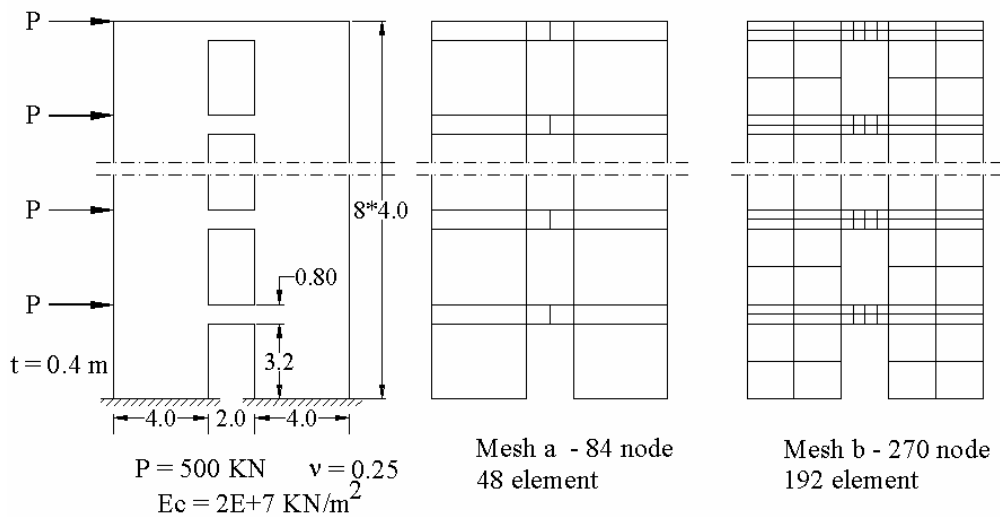 P
P
P
P
8*4.0
0.80
3.2
t = 0.4 m
4.0
2.0
4.0
P = 500 KN ν = 0.25
Ec = 2E+7 KN/m²
Mesh a - 84 node
48 element
Mesh b - 270 node
192 element